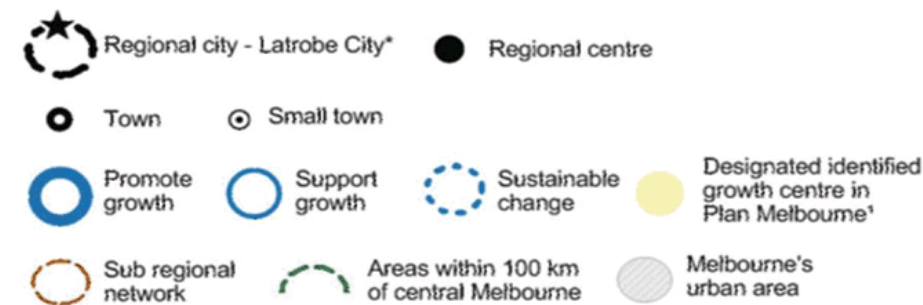 Regional city - Latrobe City*
Regional centre
Town
Small town
Promote
growth
Support
growth
Sustainable
change
Designated identified
growth centre in
Plan Melbourne¹
Sub regional
network
Areas within 100 km
of central Melbourne
Melbourne's
urban area